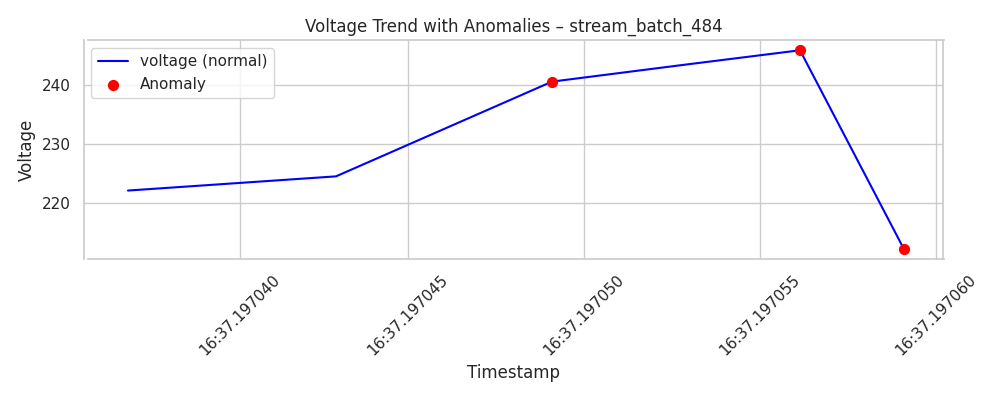 Voltage Trend with Anomalies – stream_batch_484
voltage (normal)
Anomaly
Voltage
240
230
220
16:37.197040
16:37.197045
16:37.197050
16:37.197055
16:37.197060
Timestamp